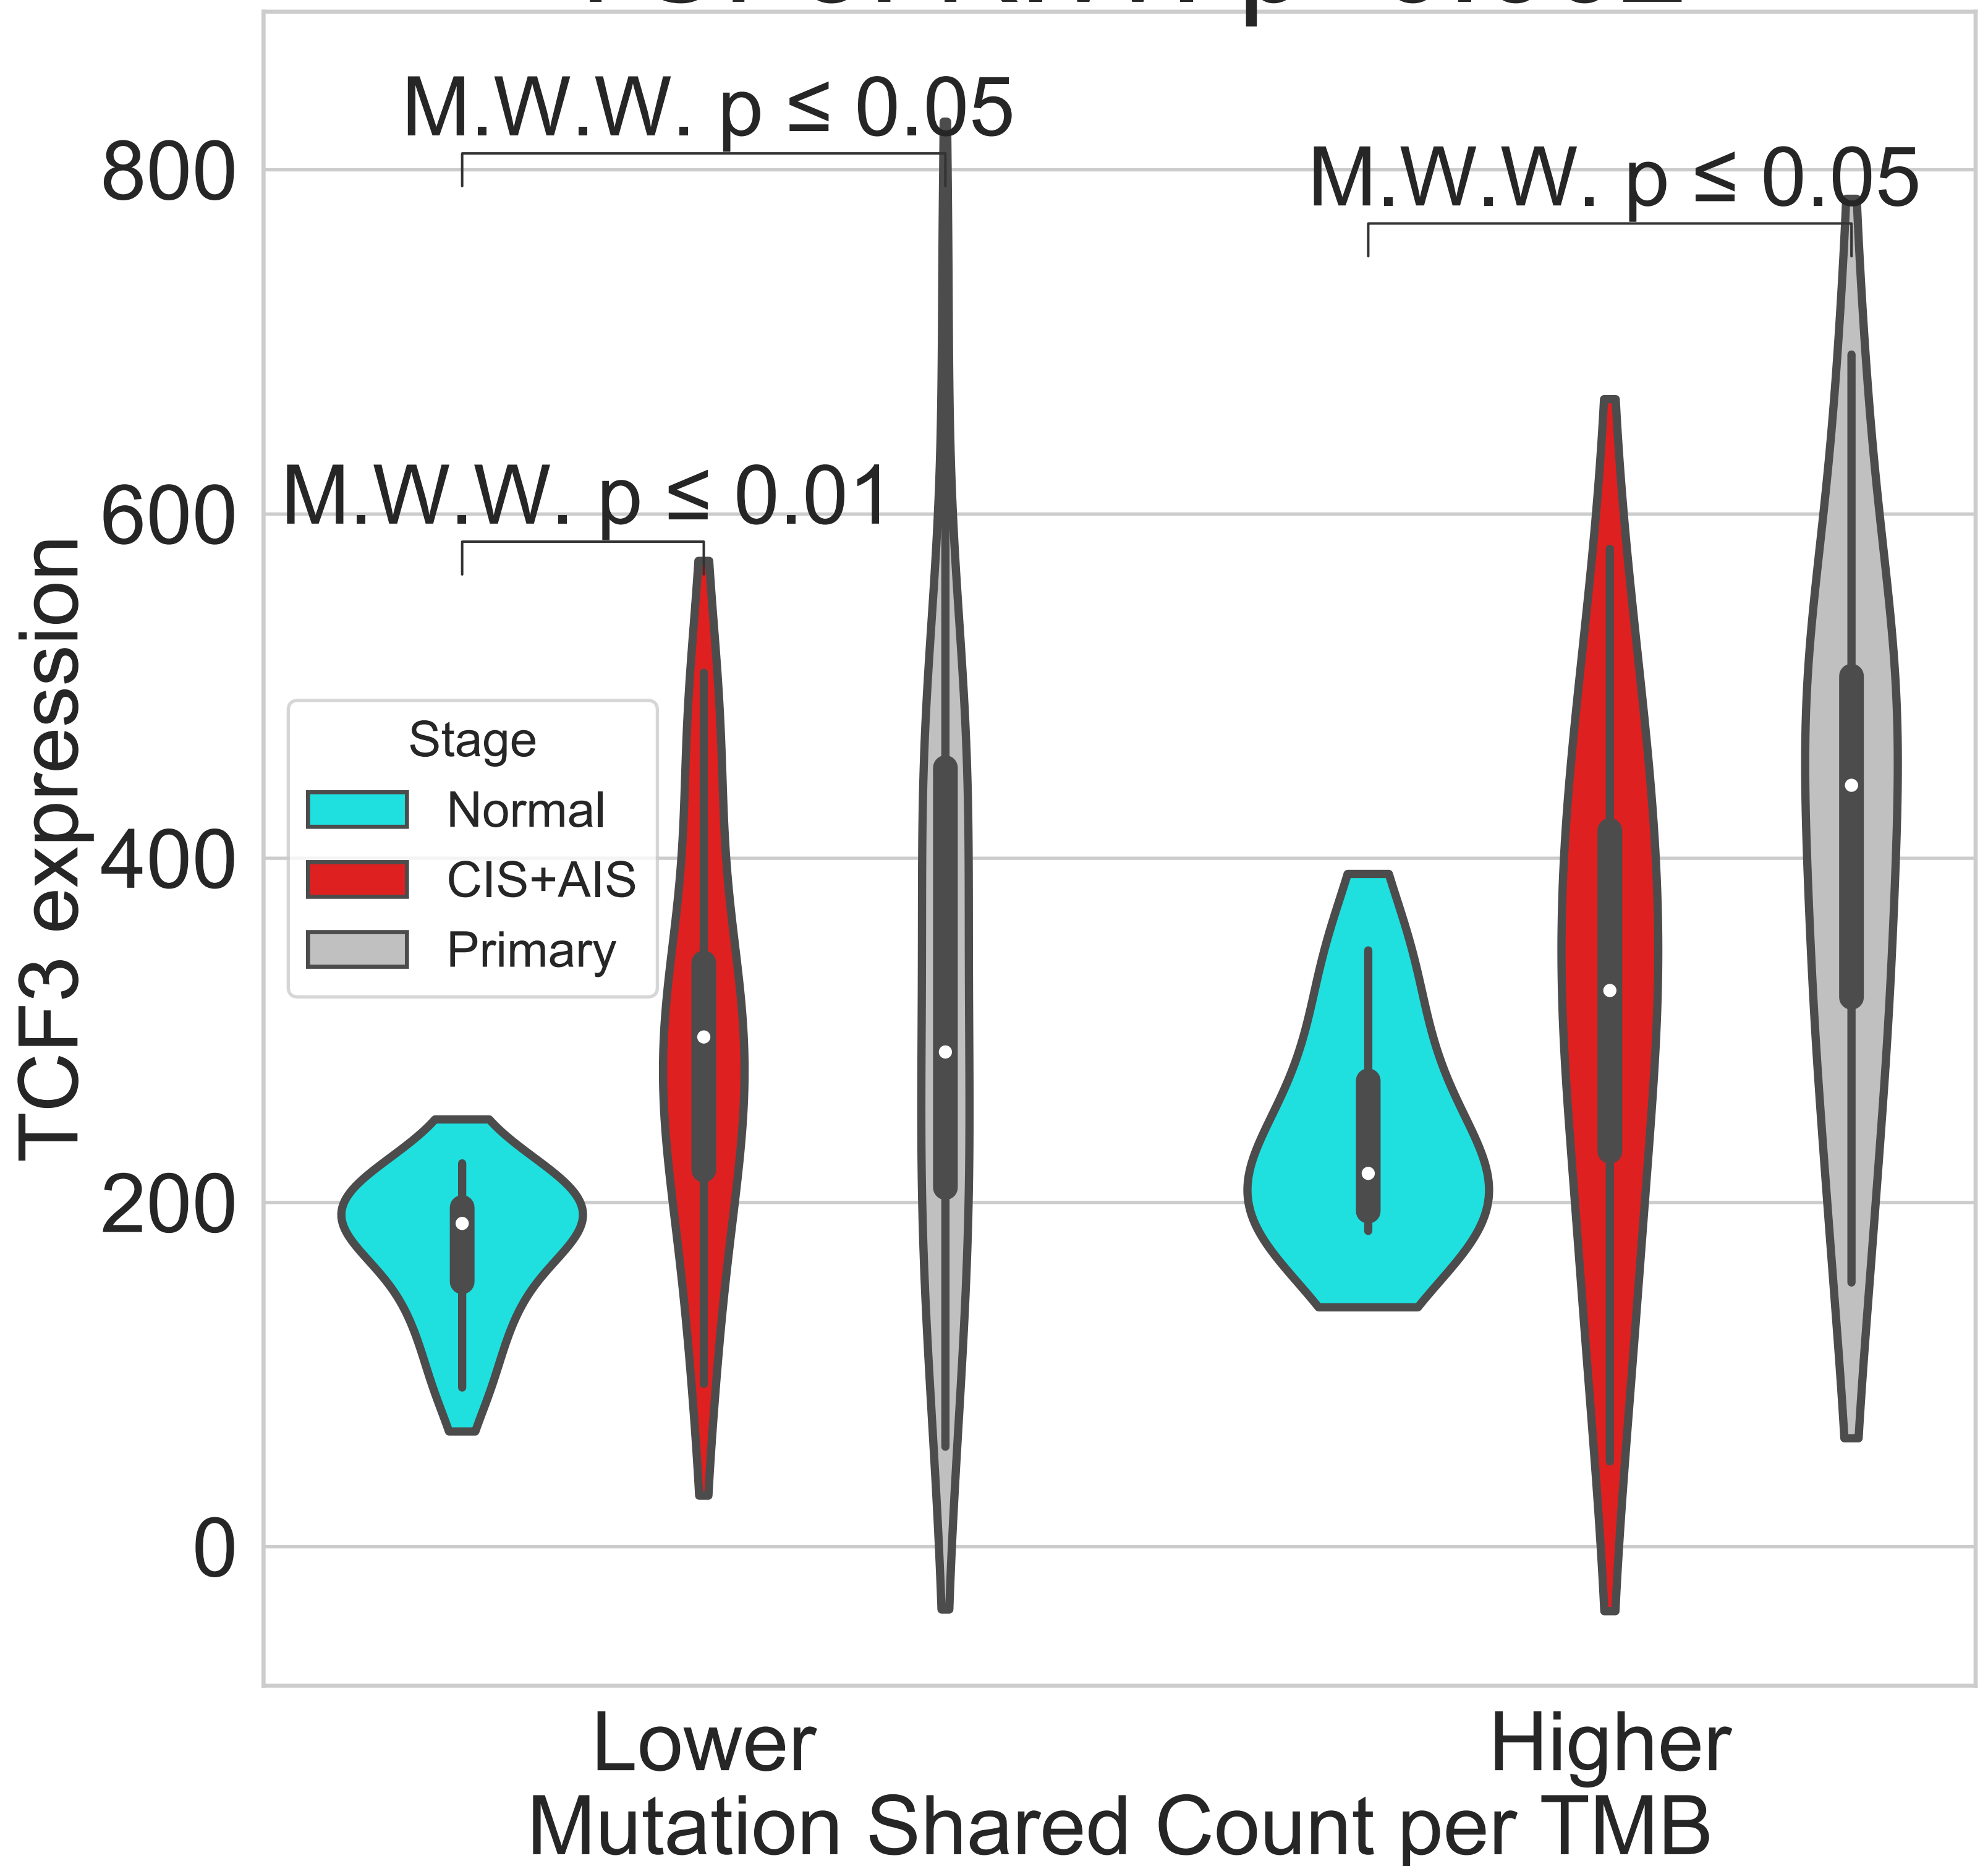 M.W.W. p ≤ 0.05
M.W.W. p ≤ 0.05
M.W.W. p ≤ 0.01
800
600
400
200
0
TCF3 expression
Stage
Normal
CIS+AIS
Primary
Lower
Higher
Mutation Shared Count per TMB